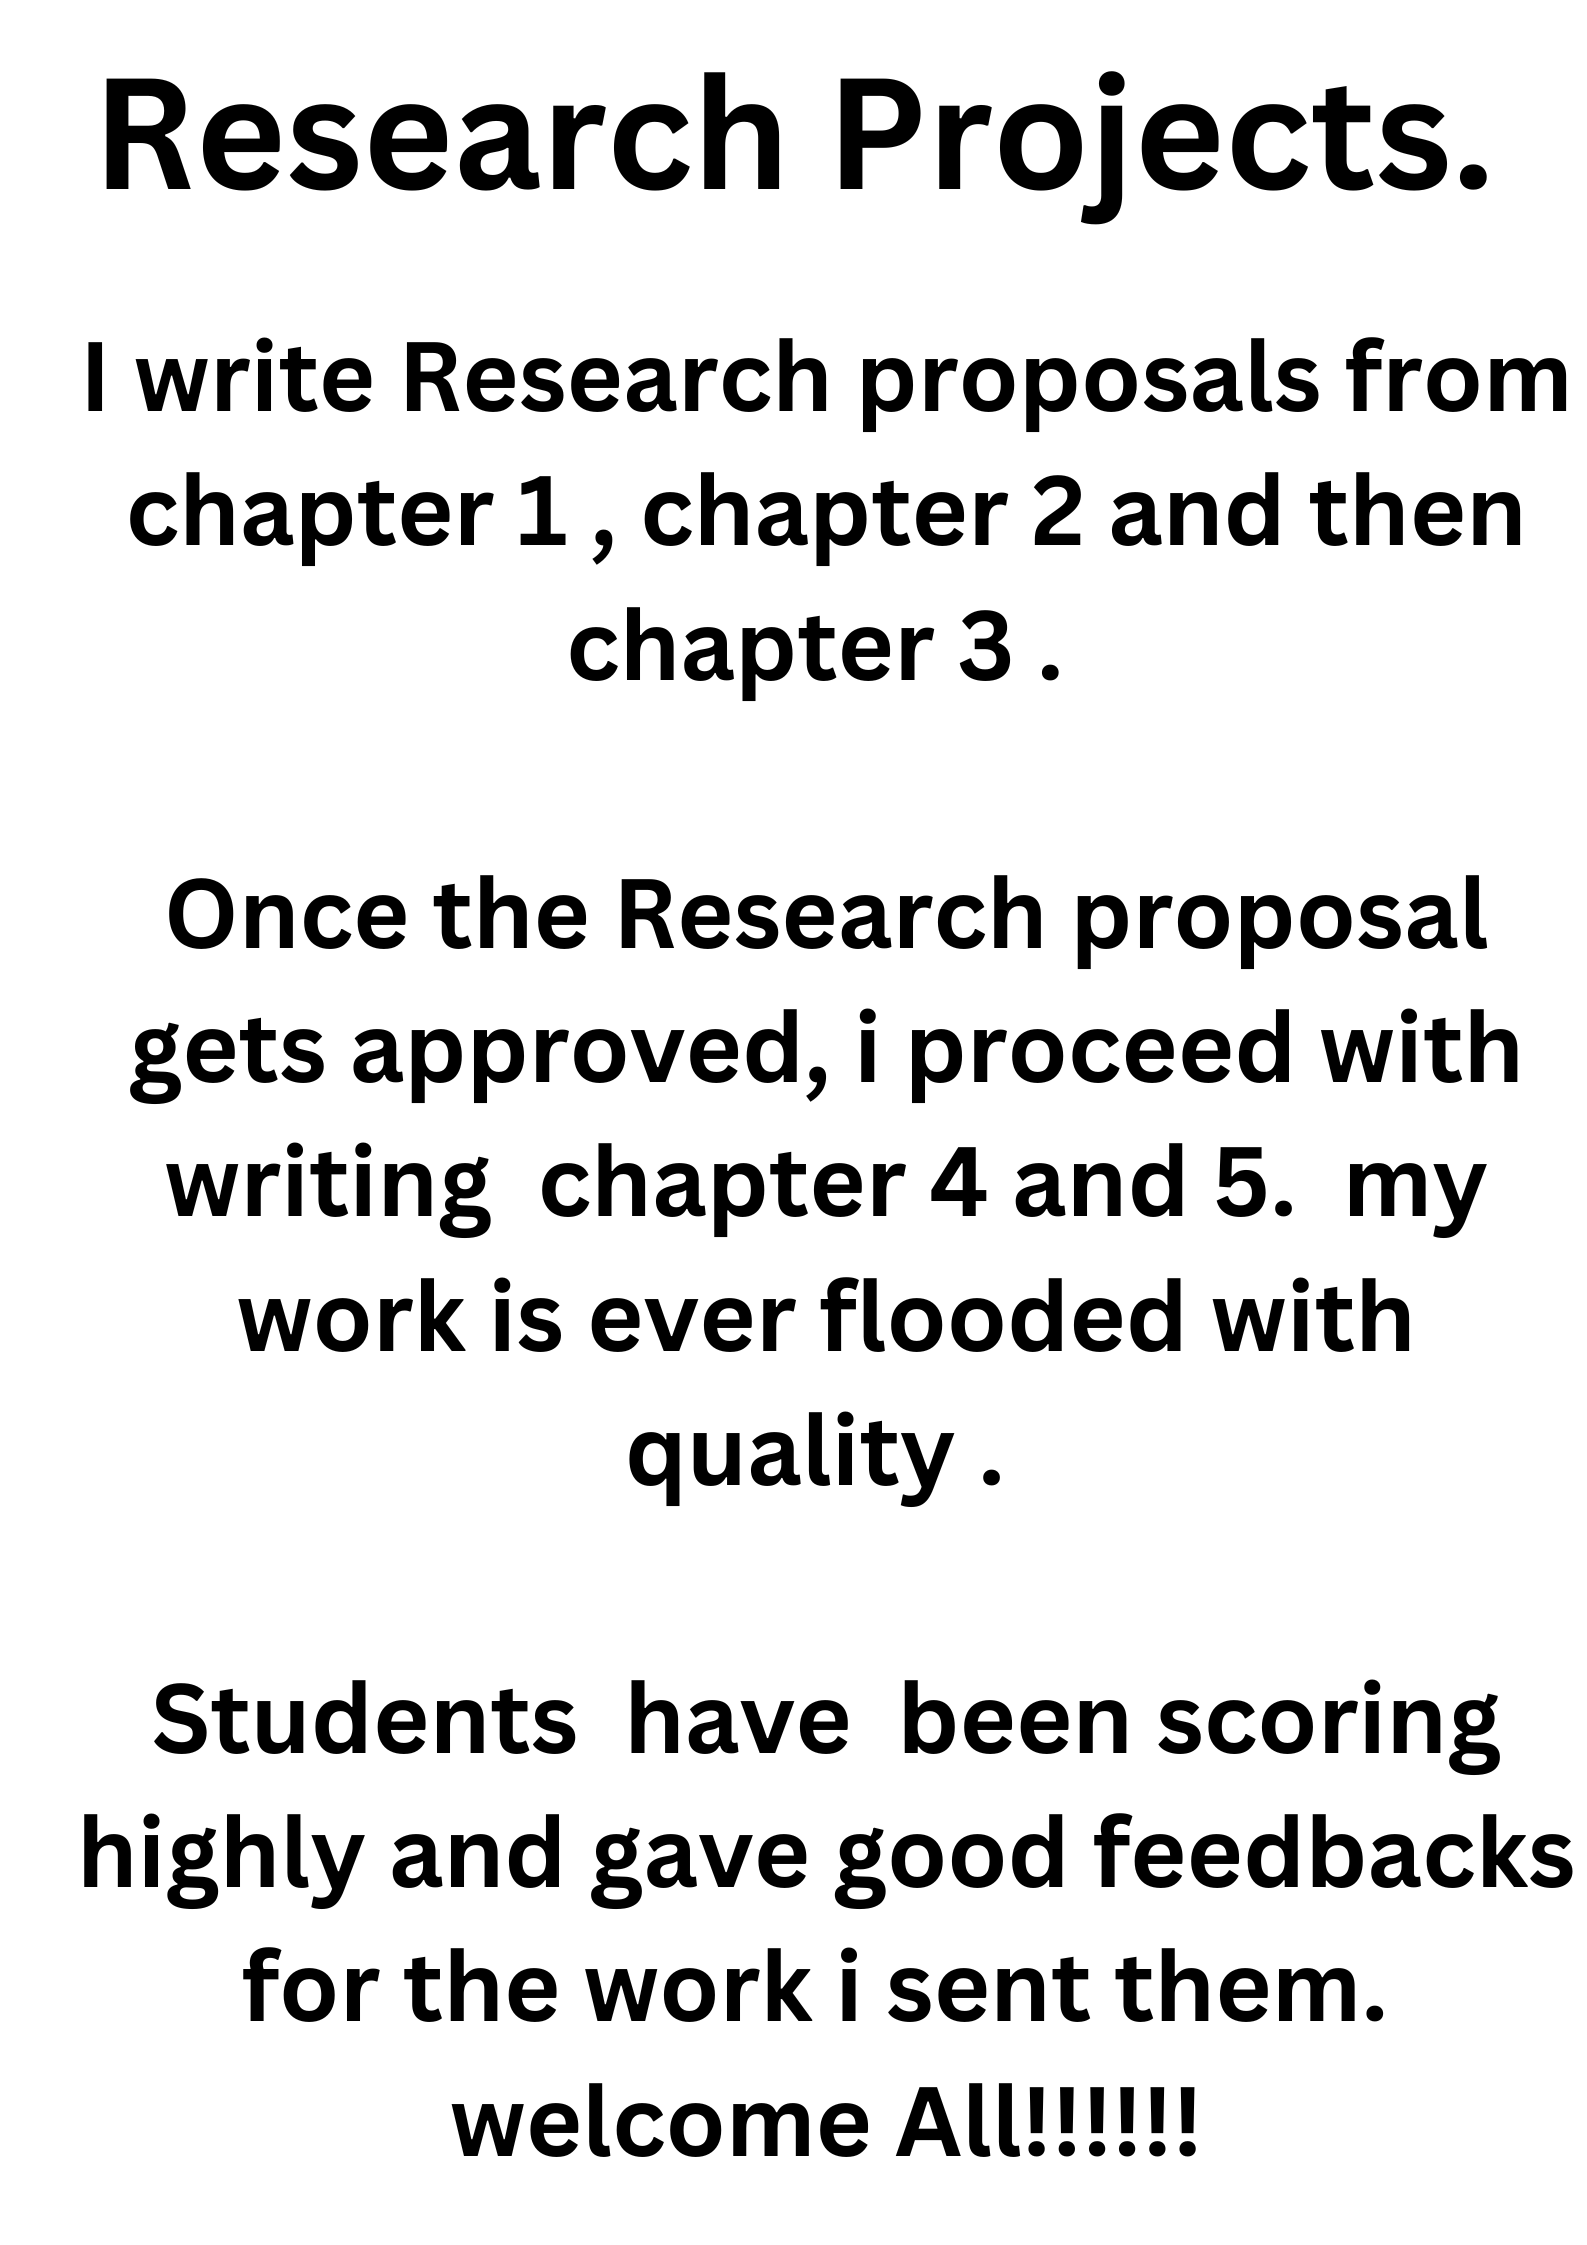 Research Projects.
I write Research proposals from
chapter 1 , chapter 2 and then
chapter 3 .
Once the Research proposal
gets approved, i proceed with
writing  chapter 4 and 5.  my
work is ever flooded with
quality .
Students  have  been scoring
highly and gave good feedbacks
for the work i sent them.
welcome All!!!!!!